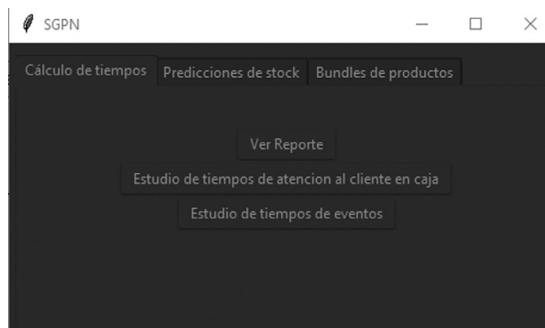 SGPN
Cálculo de tiempos Predicciones de stock Bundles de productos
Ver Reporte
Estudio de tiempos de atencion al cliente en caja
Estudio de tiempos de eventos